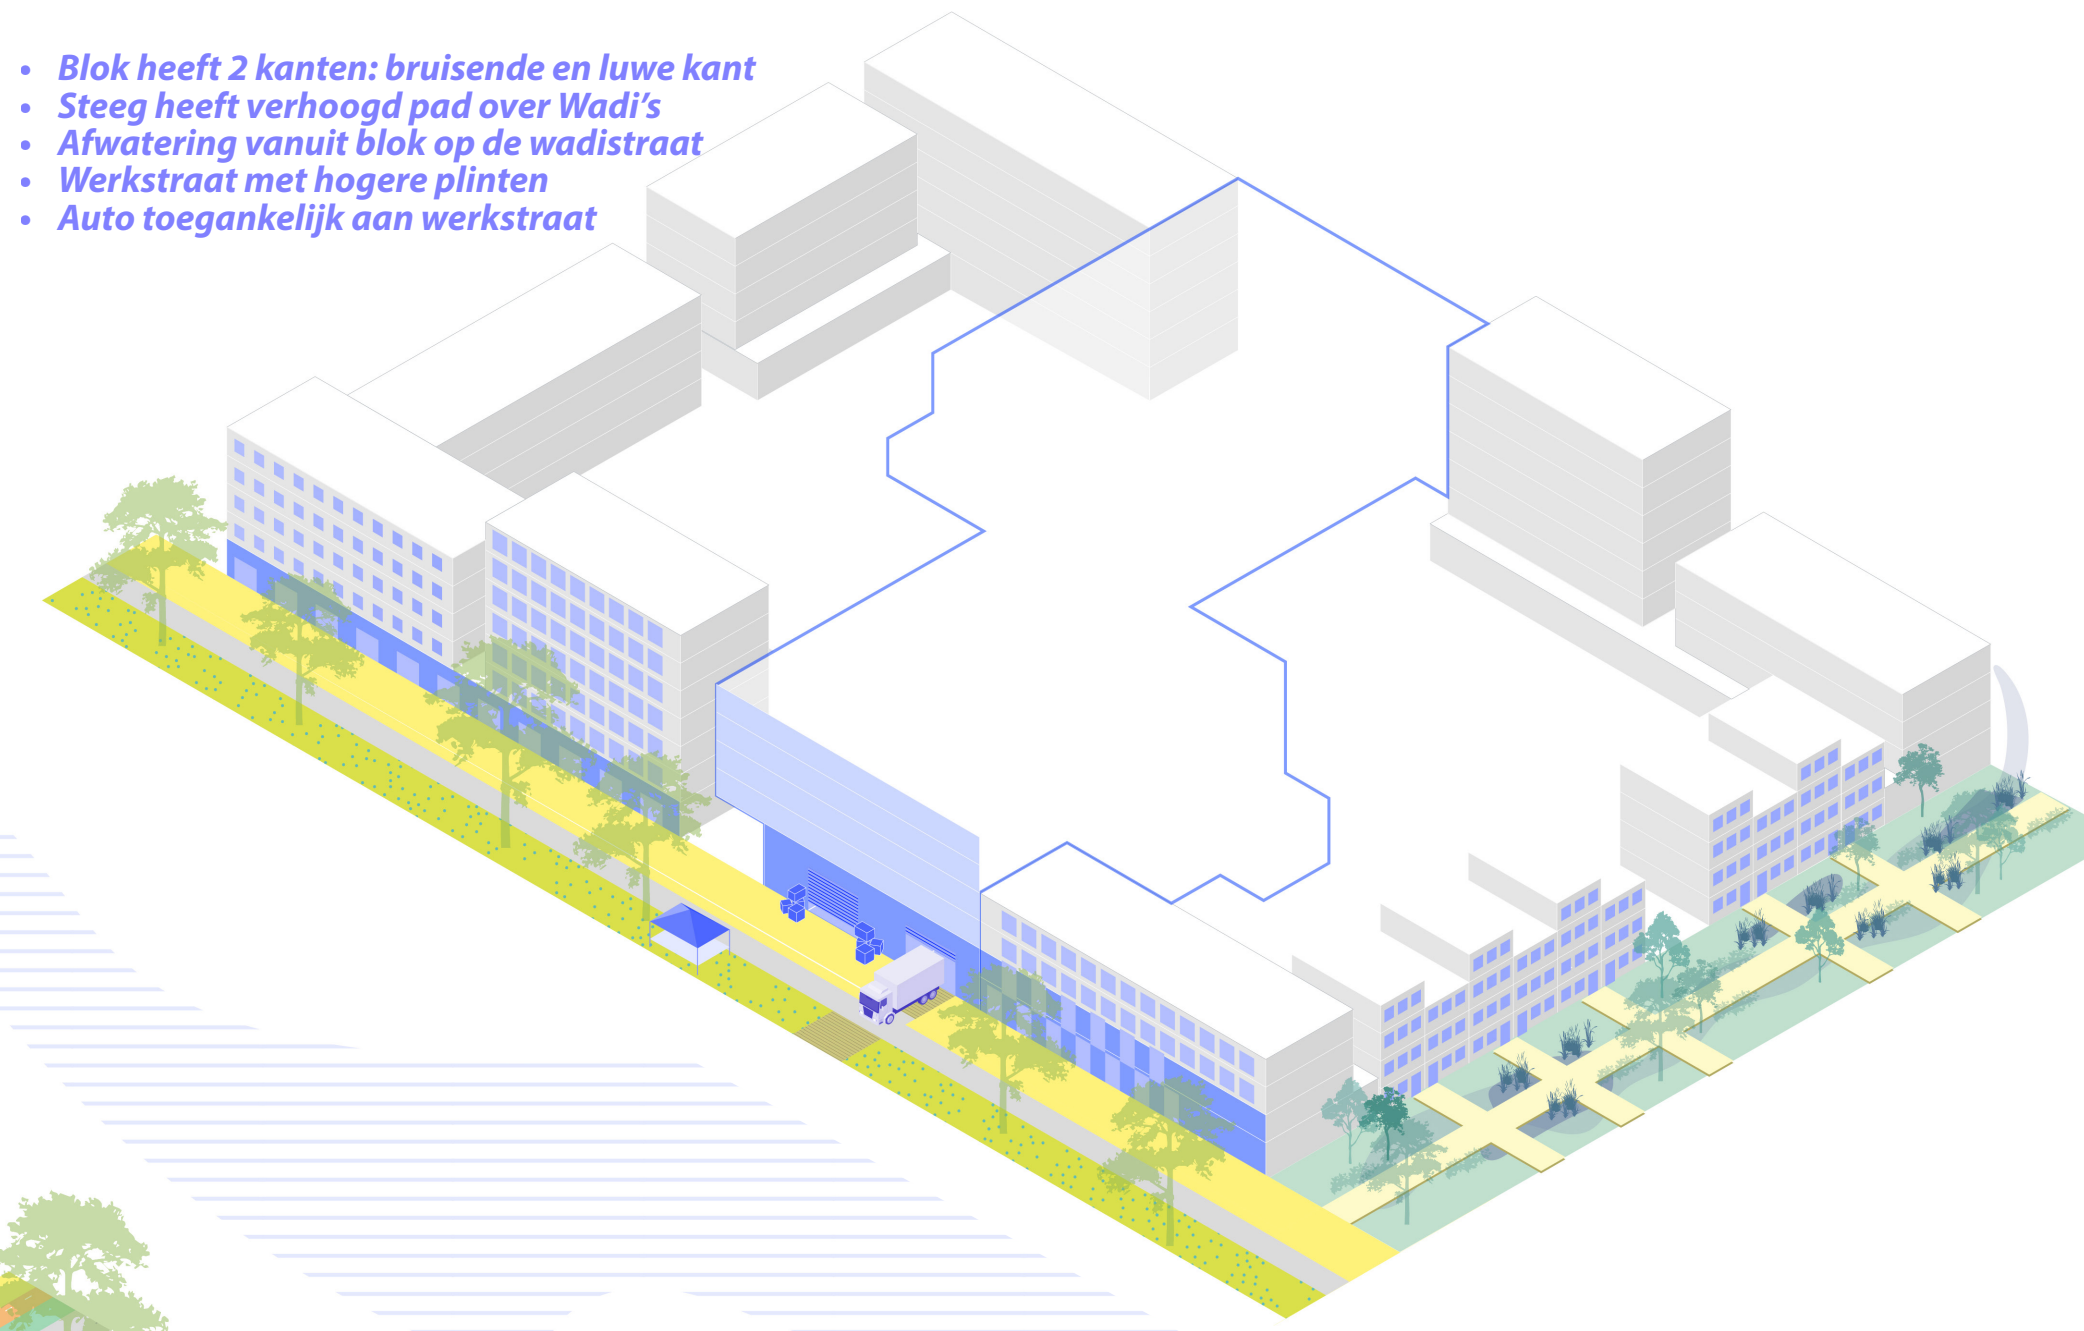 • Blok heeft 2 kanten: bruisende en luwe kant
• Steeg heeft verhoogd pad over Wadi’s
• Afwatering vanuit blok op de wadistraat
• Werkstraat met hogere plinten
• Auto toegankelijk aan werkstraat